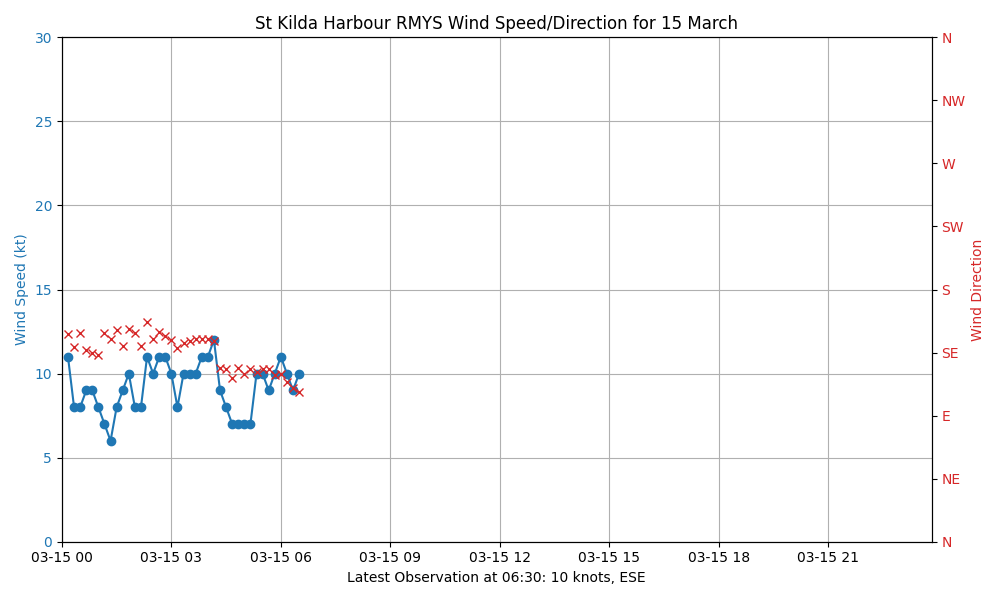 St Kilda Harbour RMYS Wind Speed/Direction for 15 March
30
25
20
15
10
5
0
Wind Speed (kt)
N
NW
W
SW
S
SE
E
NE
N
Wind Direction
03-15 00 03-15 03 03-15 06 03-15 09 03-15 12 03-15 15 03-15 18 03-15 21
Latest Observation at 06:30: 10 knots, ESE